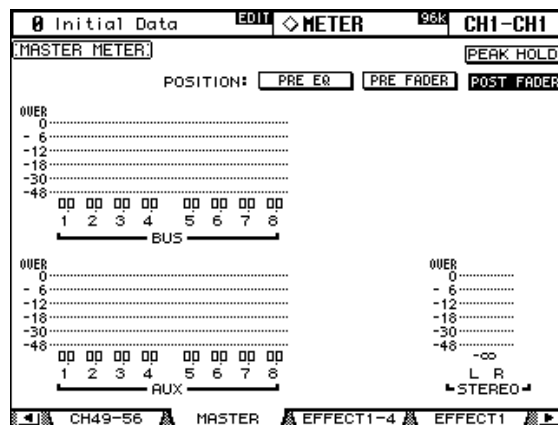 0 Initial Data EDIT ◇METER 96k CH1-CH1
MASTER METER PEAK HOLD
POSITION: PRE EQ PRE FADER POST FADER
OVER
0
- 6
-12
-18
-30
-48
1 2 3 4 5 6 7 8
BUS
OVER
0
- 6
-12
-18
-30
-48
1 2 3 4 5 6 7 8
AUX
OVER
0
- 6
-12
-18
-30
-48
-∞
L R
STEREO
CH49-56 MASTER EFFECT1-4 EFFECT1